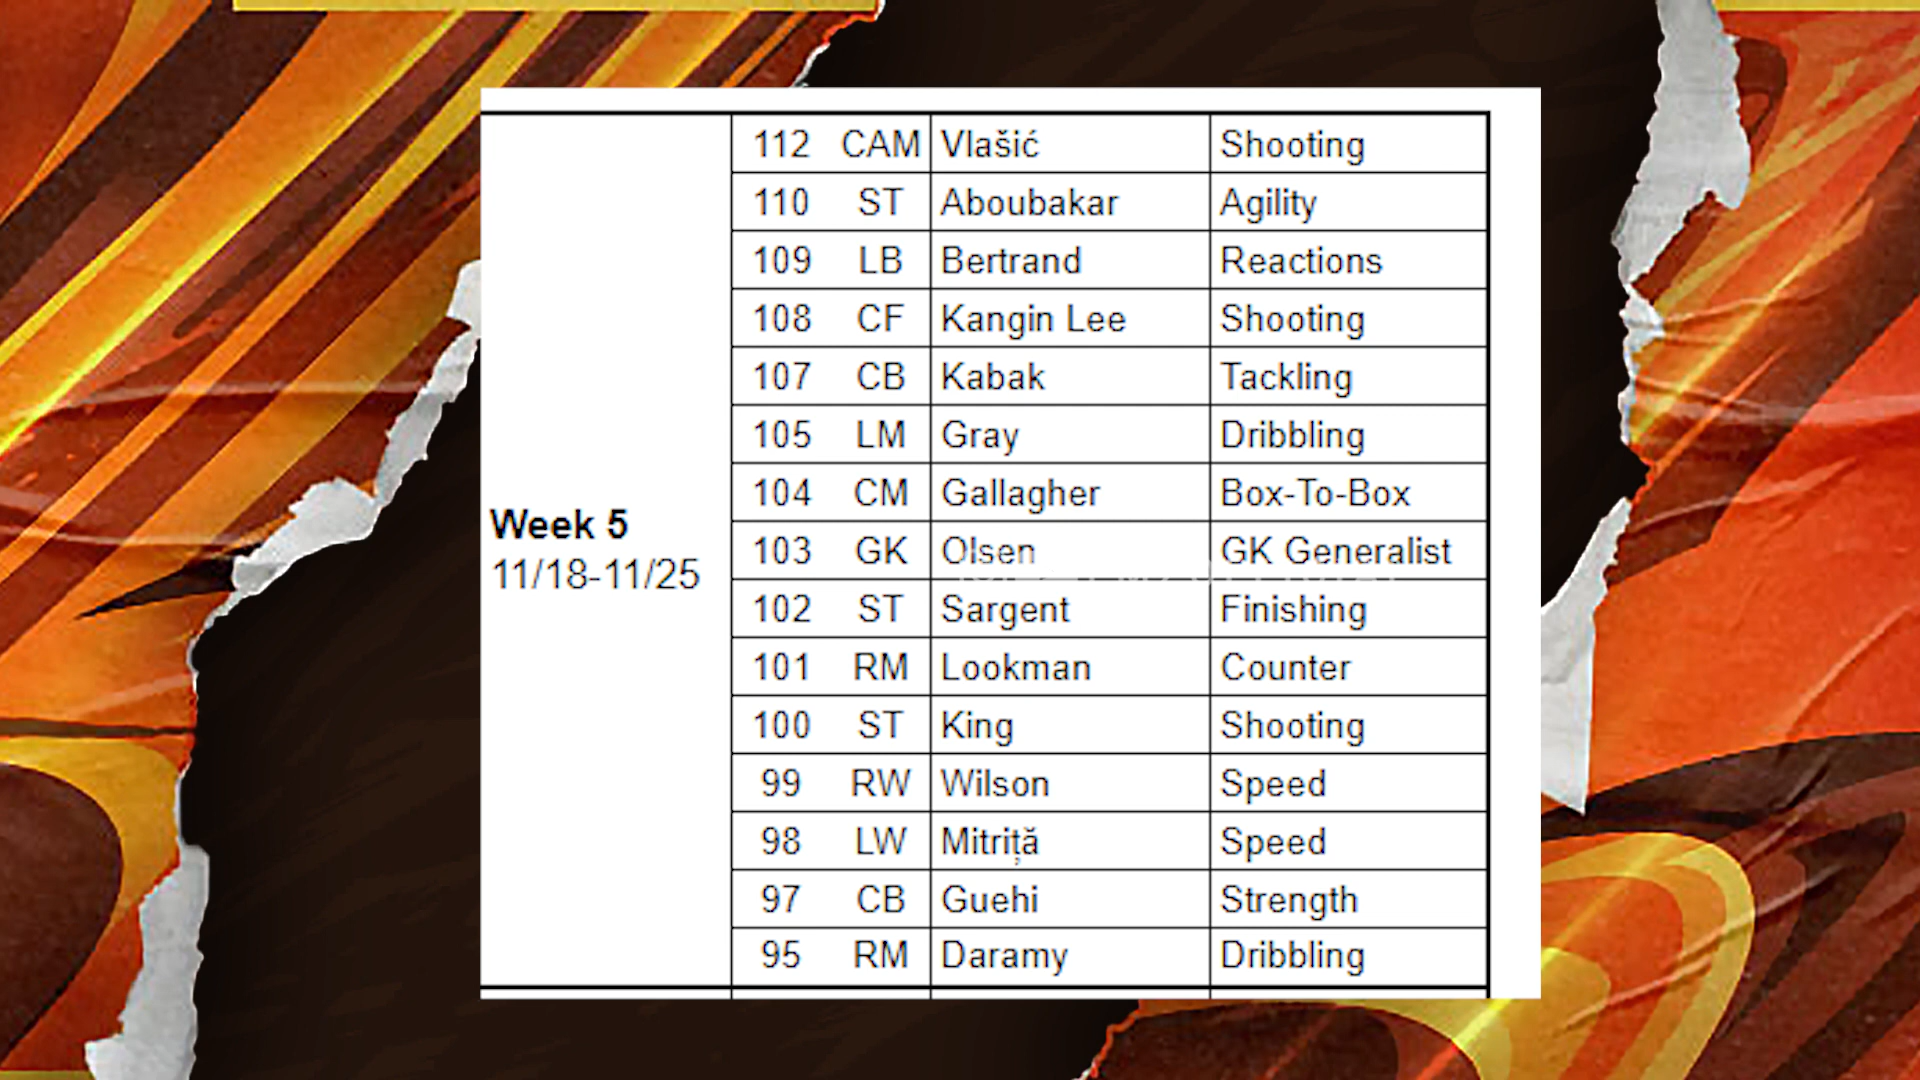 112 CAM Vlašić Shooting
110 ST Aboubakar Agility
109 LB Bertrand Reactions
108 CF Kangin Lee Shooting
107 CB Kabak Tackling
105 LM Gray Dribbling
104 CM Gallagher Box-To-Box
Week 5
103 GK Olsen GK Generalist
11/18-11/25
102 ST Sargent Finishing
101 RM Lookman Counter
100 ST King Shooting
99 RW Wilson Speed
98 LW Mitriță Speed
97 CB Guehi Strength
95 RM Daramy Dribbling